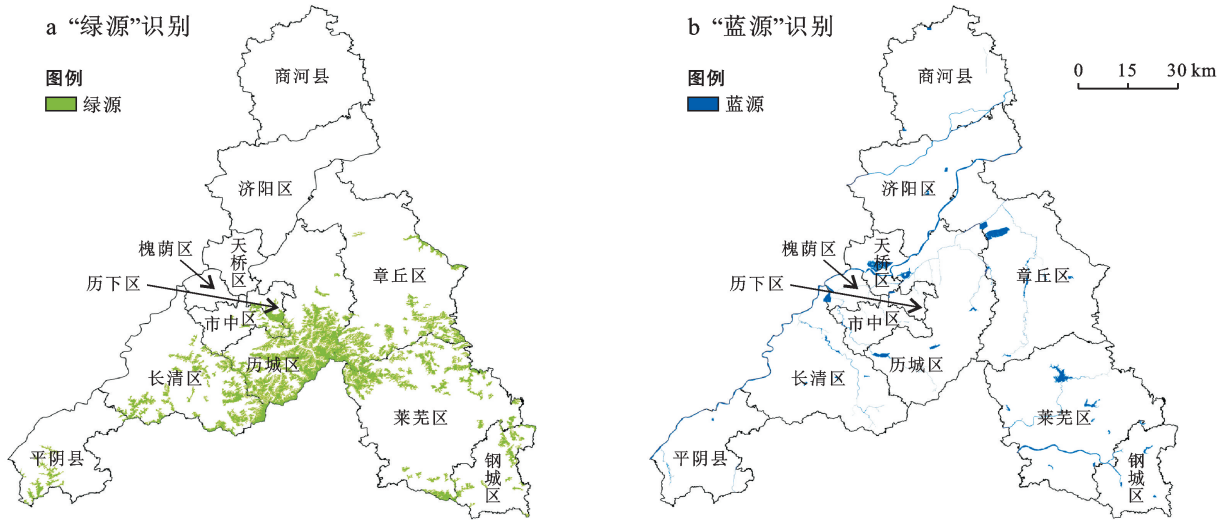 a “绿源”识别
图例
绿源
商河县
济阳区
天桥区
槐荫区
历下区
章丘区
市中区
历城区
长清区
莱芜区
平阴县
钢城区
b “蓝源”识别
图例
蓝源
0 15 30 km
商河县
济阳区
天桥区
槐荫区
历下区
章丘区
市中区
历城区
长清区
莱芜区
平阴县
钢城区